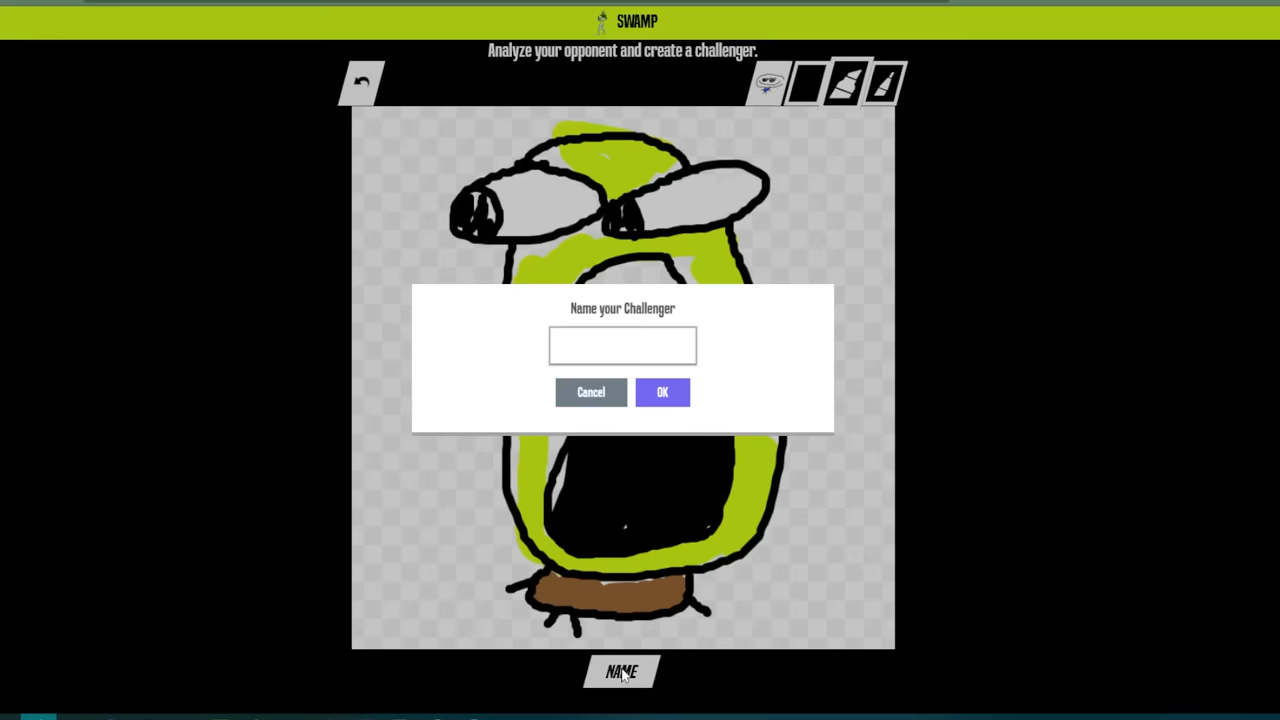 SWAMP
Analyze your opponent and create a challenger.
Name your Challenger
Cancel
OK
NAME